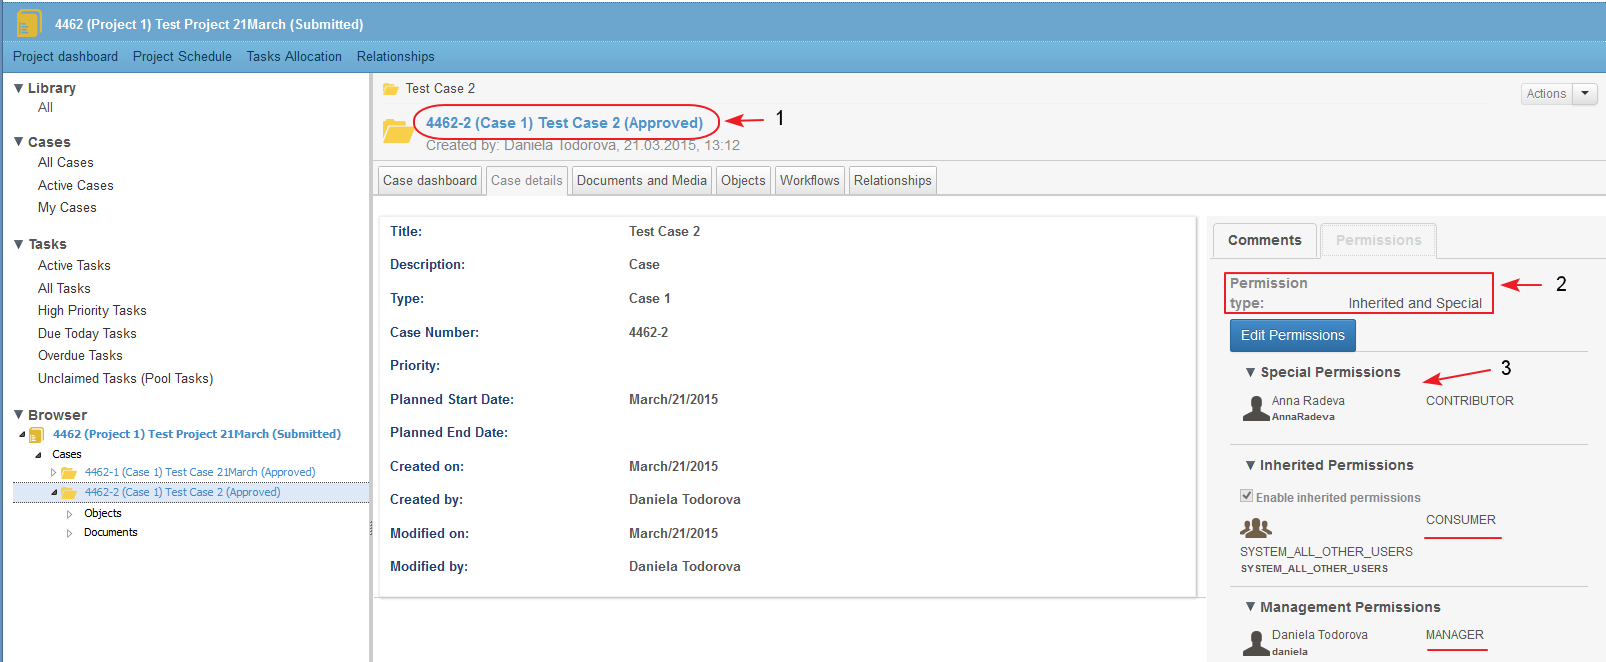 4462 (Project 1) Test Project 21March (Submitted)
Project dashboard Project Schedule Tasks Allocation Relationships
Library
All
Cases
All Cases
Active Cases
My Cases
Tasks
Active Tasks
All Tasks
High Priority Tasks
Due Today Tasks
Overdue Tasks
Unclaimed Tasks (Pool Tasks)
Browser
4462 (Project 1) Test Project 21March (Submitted)
Cases
4462-1 (Case 1) Test Case 21March (Approved)
4462-2 (Case 1) Test Case 2 (Approved)
Objects
Documents
Test Case 2
Actions
4462-2 (Case 1) Test Case 2 (Approved)
1
Created by: Daniela Todorova, 21.03.2015, 13:12
Case dashboard Case details Documents and Media Objects Workflows Relationships
Title: Test Case 2
Description: Case
Type: Case 1
Case Number: 4462-2
Priority:
Planned Start Date: March/21/2015
Planned End Date:
Created on: March/21/2015
Created by: Daniela Todorova
Modified on: March/21/2015
Modified by: Daniela Todorova
Comments Permissions
Permission
type: Inherited and Special
2
Edit Permissions
Special Permissions
3
Anna Radeva CONTRIBUTOR
AnnaRadeva
Inherited Permissions
Enable inherited permissions
CONSUMER
SYSTEM_ALL_OTHER_USERS
SYSTEM_ALL_OTHER_USERS
Management Permissions
Daniela Todorova MANAGER
daniela